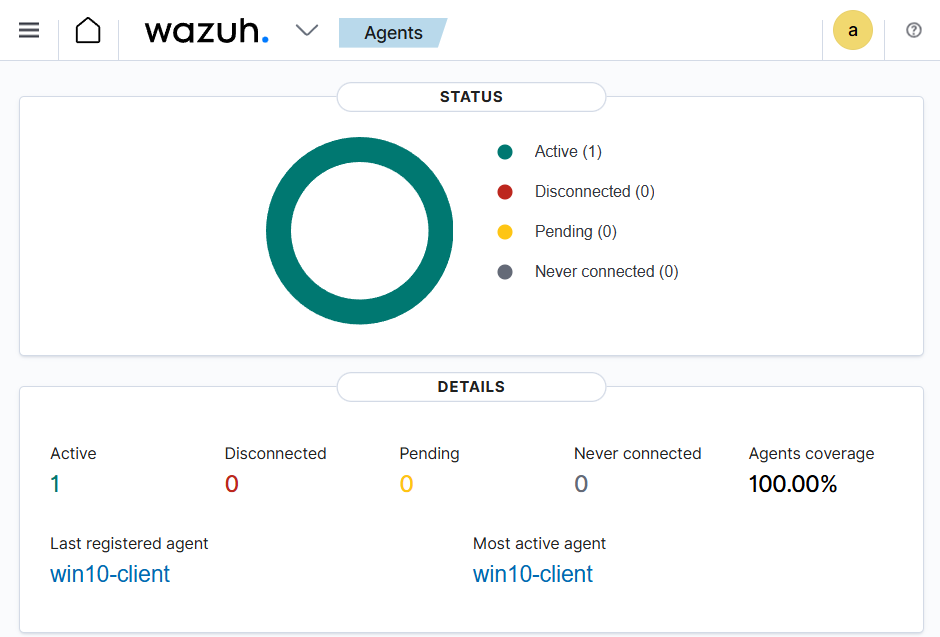 wazuh. Agents a
STATUS
Active (1)
Disconnected (0)
Pending (0)
Never connected (0)
DETAILS
Active Disconnected Pending Never connected Agents coverage
1 0 0 0 100.00%
Last registered agent Most active agent
win10-client win10-client